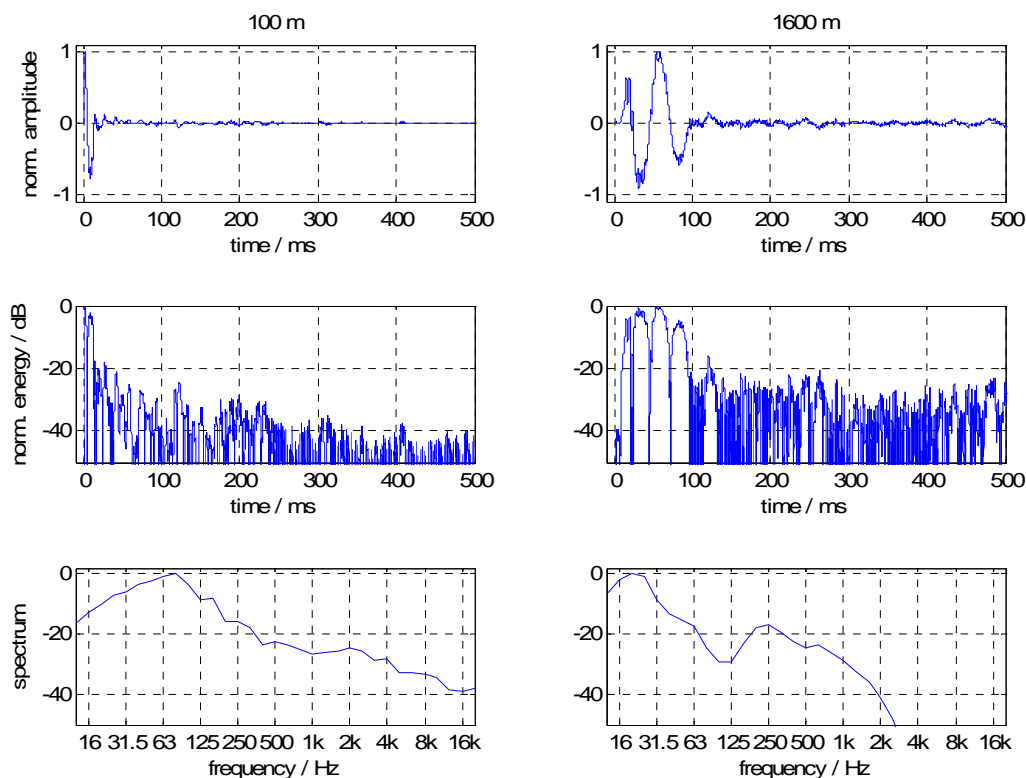 100 m
1600 m
norm. amplitude
1
0
-1
0 100 200 300 400 500
time / ms
1
0
-1
0 100 200 300 400 500
time / ms
norm. energy / dB
0
-20
-40
0 100 200 300 400 500
time / ms
0
-20
-40
0 100 200 300 400 500
time / ms
spectrum
0
-20
-40
16 31.5 63 125 250 500 1k 2k 4k 8k 16k
frequency / Hz
0
-20
-40
16 31.5 63 125 250 500 1k 2k 4k 8k 16k
frequency / Hz